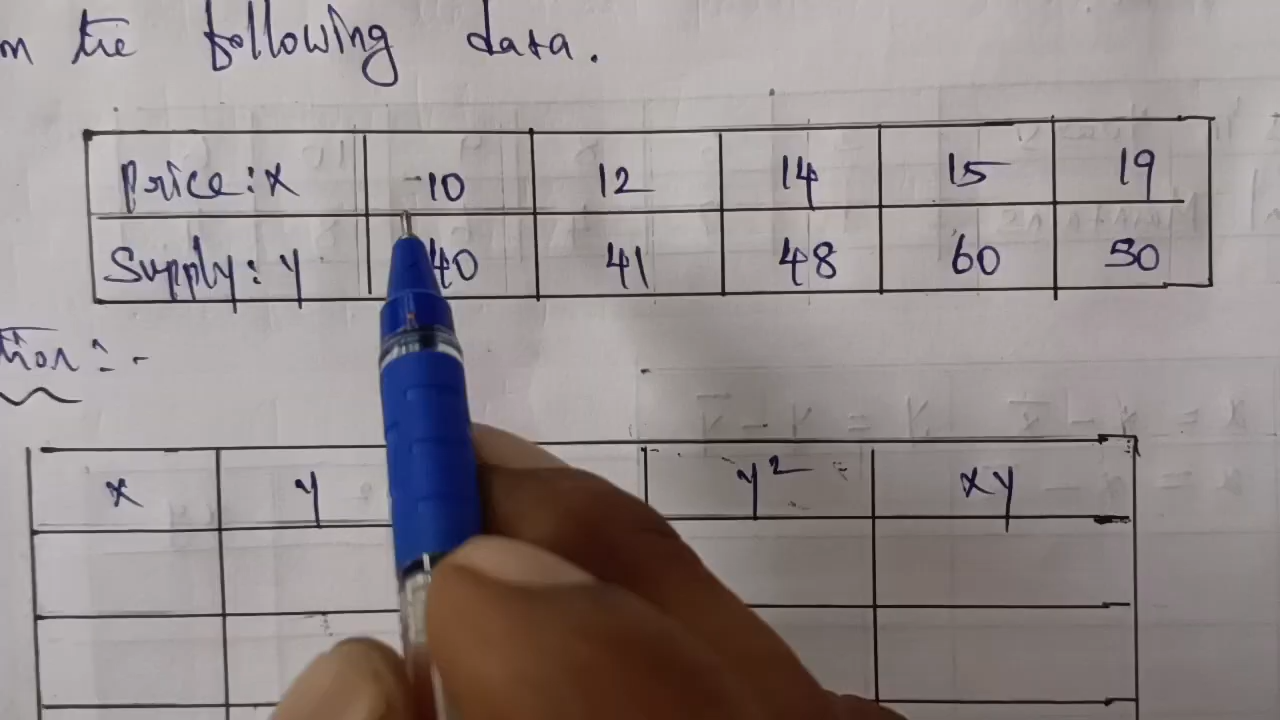 the following data.
Price: x 10 12 14 15 19
Supply: y 40 41 48 60 50
tion :-
x y y² xy